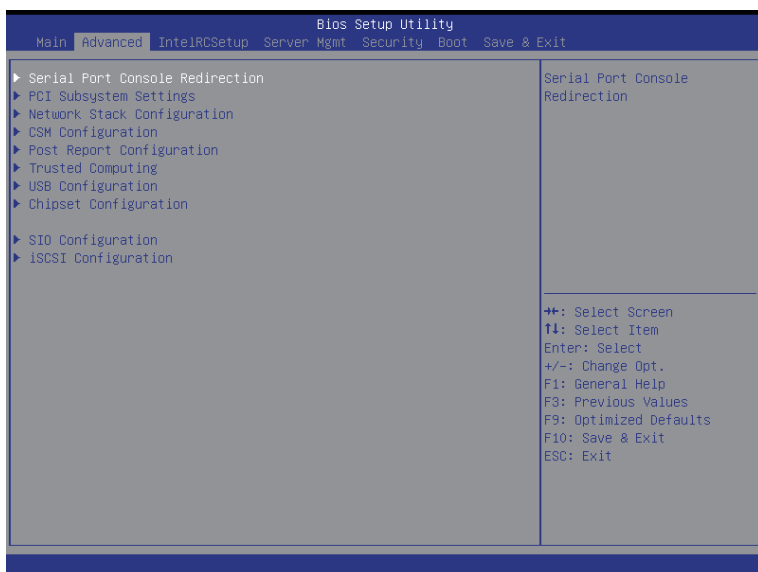 Bios Setup Utility
Main Advanced IntelRCSetup Server Mgmt Security Boot Save & Exit
Serial Port Console Redirection
PCI Subsystem Settings
Network Stack Configuration
CSM Configuration
Post Report Configuration
Trusted Computing
USB Configuration
Chipset Configuration
SIO Configuration
iSCSI Configuration
Serial Port Console
Redirection
→←: Select Screen
↑↓: Select Item
Enter: Select
+/-: Change Opt.
F1: General Help
F3: Previous Values
F9: Optimized Defaults
F10: Save & Exit
ESC: Exit